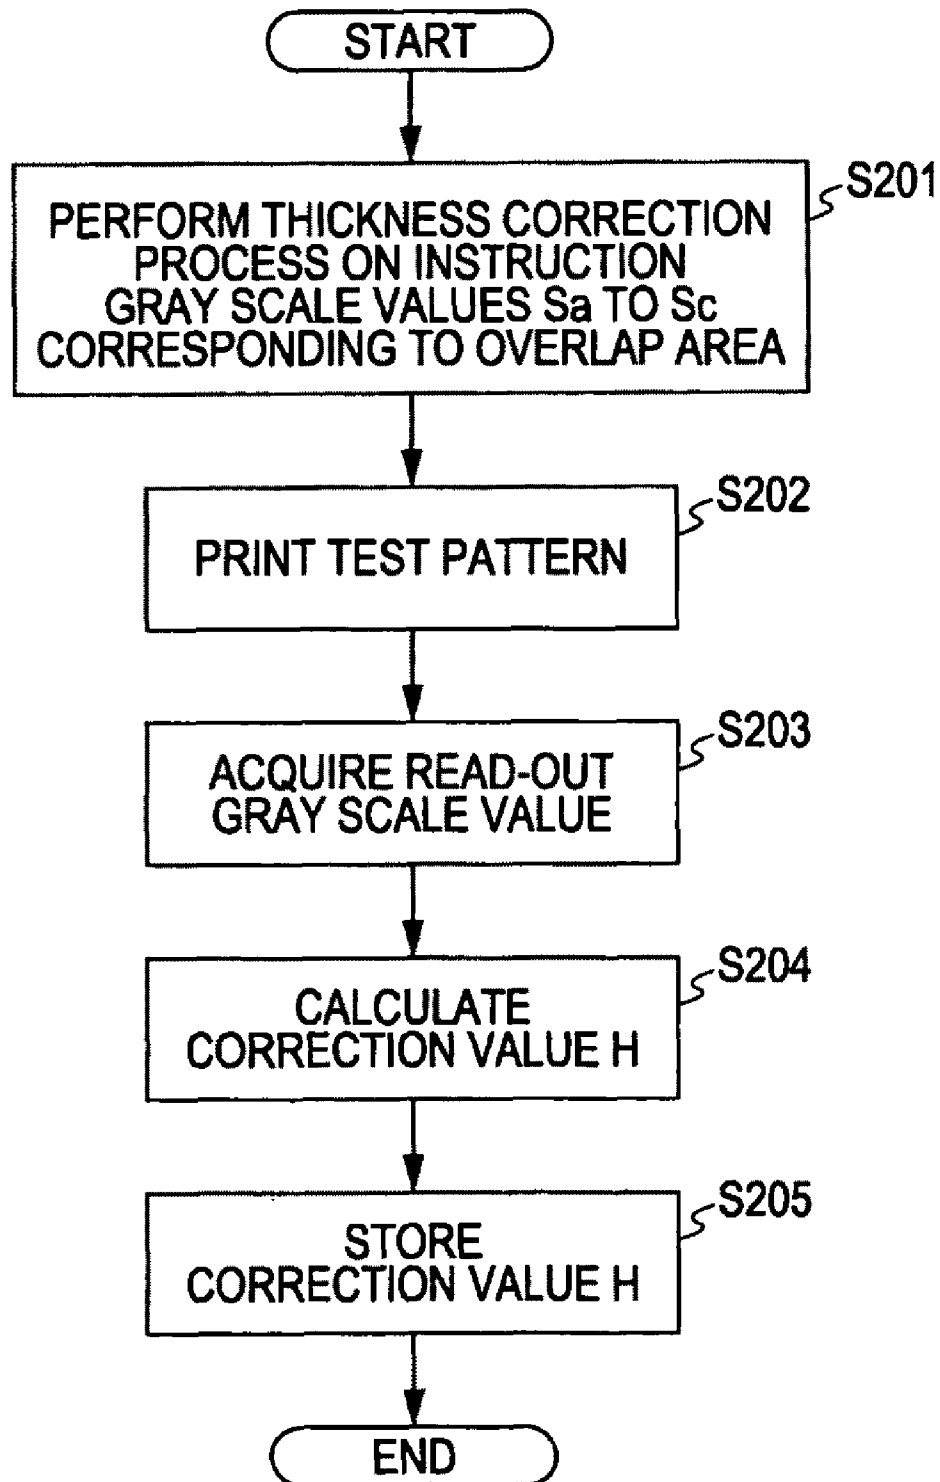 START
S201
PERFORM THICKNESS CORRECTION
PROCESS ON INSTRUCTION
GRAY SCALE VALUES Sa TO Sc
CORRESPONDING TO OVERLAP AREA
S202
PRINT TEST PATTERN
S203
ACQUIRE READ-OUT
GRAY SCALE VALUE
S204
CALCULATE
CORRECTION VALUE H
S205
STORE
CORRECTION VALUE H
END